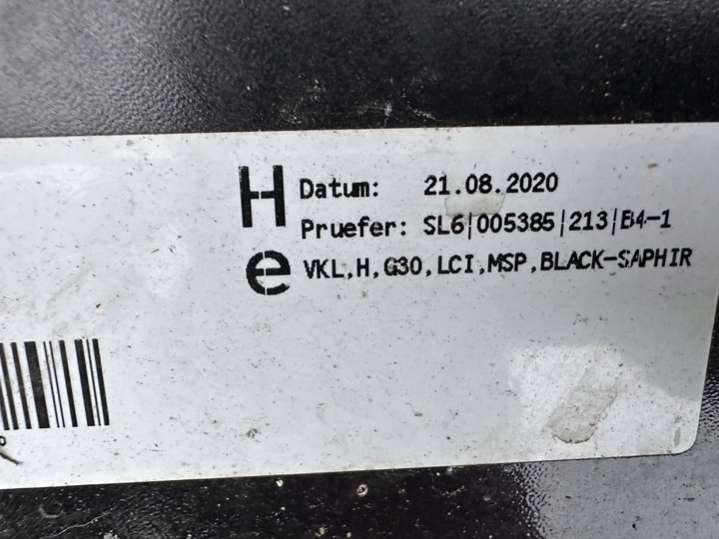 H Datum: 21.08.2020
Pruefer: SL6|005385|213|B4-1
e VKL,H,G30,LCI,MSP,BLACK-SAPHIR